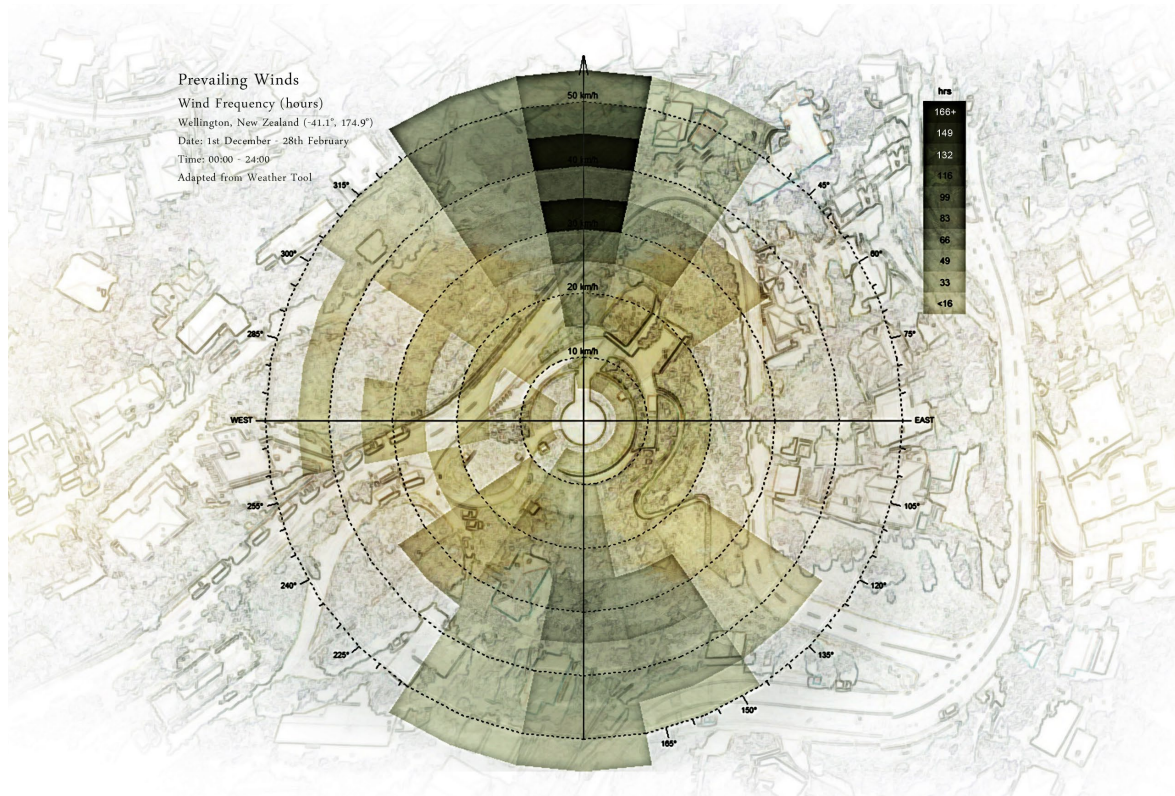 Prevailing Winds
Wind Frequency (hours)
Wellington, New Zealand (-41.1°, 174.9°)
Date: 1st December - 28th February
Time: 00:00 - 24:00
Adapted from Weather Tool
hrs
166+
149
132
116
99
83
66
49
33
<16
50 km/h
40 km/h
20 km/h
10 km/h
315°
45°
300°
60°
285°
75°
WEST
EAST
255°
105°
240°
120°
225°
135°
150°
165°